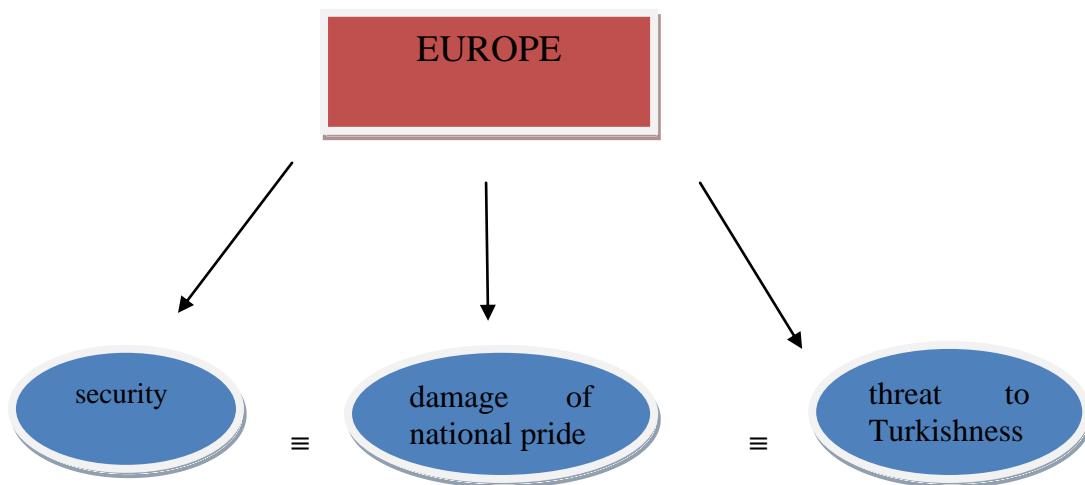 EUROPE
security
damage of
national pride
threat to
Turkishness
≡
≡